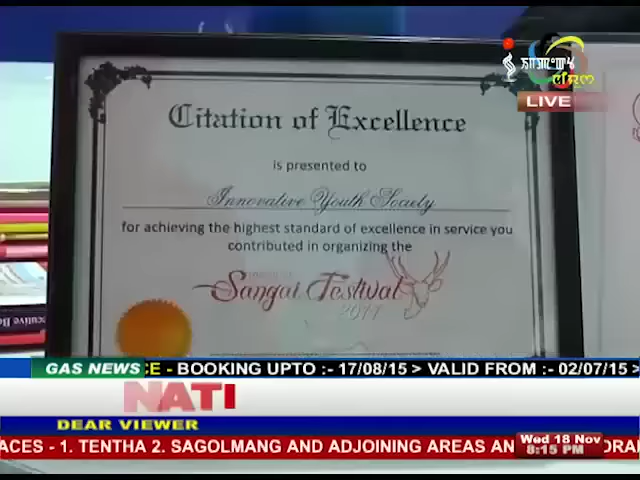 LIVE
Citation of Excellence
is presented to
Innovative Youth Society
for achieving the highest standard of excellence in service you
contributed in organizing the
Sangai Festival
GAS NEWS
CE - BOOKING UPTO :- 17/08/15 > VALID FROM :- 02/07/15 >
NATI
DEAR VIEWER
ACES - 1. TENTHA 2. SAGOLMANG AND ADJOINING AREAS AN
Wed 18 Nov
8:15 PM